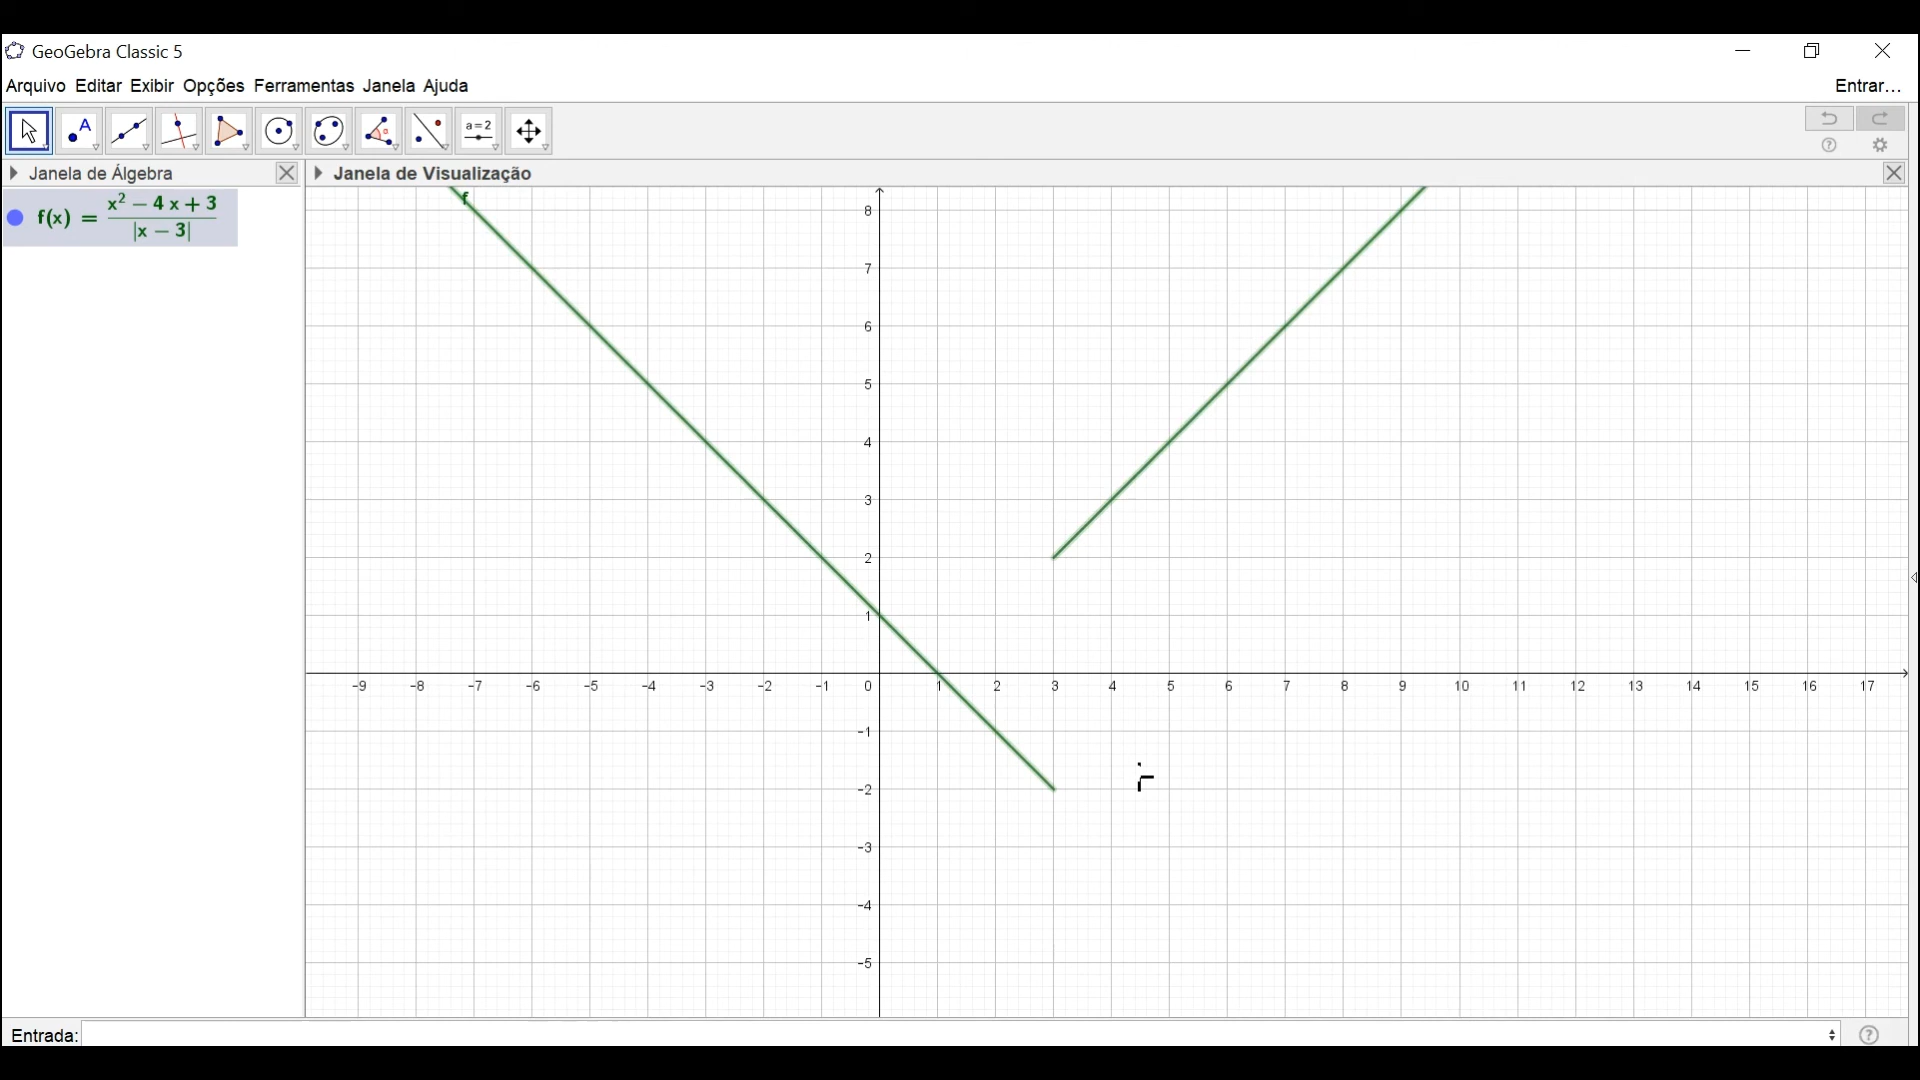 GeoGebra Classic 5
Arquivo Editar Exibir Opções Ferramentas Janela Ajuda Entrar...
A α a=2
Janela de Álgebra Janela de Visualização
f(x) = (x² − 4 x + 3) / |x − 3|
f
8
7
6
5
4
3
2
1
-9 -8 -7 -6 -5 -4 -3 -2 -1 0 1 2 3 4 5 6 7 8 9 10 11 12 13 14 15 16 17
-1
-2
-3
-4
-5
Entrada: